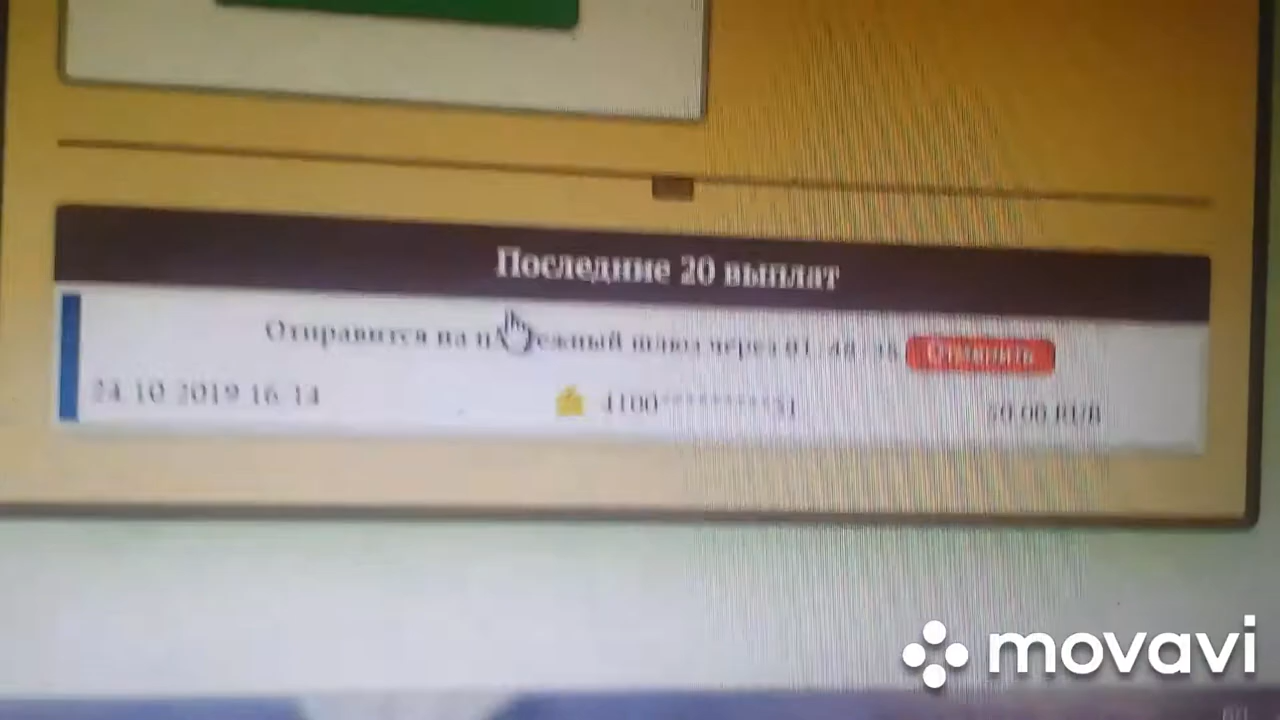 Последние 20 выплат
Отправится на платежный шлюз через 01 48 Отменить
24.10.2019 16:14 4100**********51 50.00 RUB
movavi